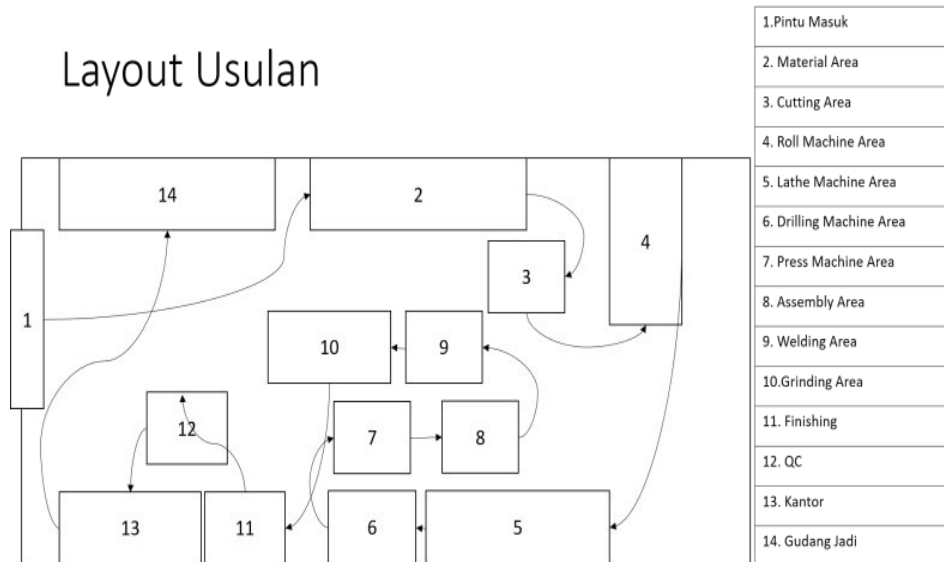 Layout Usulan
1.Pintu Masuk
2. Material Area
3. Cutting Area
4. Roll Machine Area
5. Lathe Machine Area
6. Drilling Machine Area
7. Press Machine Area
8. Assembly Area
9. Welding Area
10.Grinding Area
11. Finishing
12. QC
13. Kantor
14. Gudang Jadi
14
2
4
3
1
10
9
12
7
8
13
11
6
5